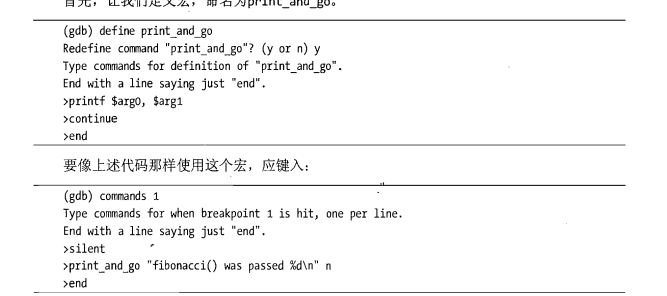 首先，让我们定义宏，命名为print_and_go。
(gdb) define print_and_go
Redefine command "print_and_go"? (y or n) y
Type commands for definition of "print_and_go".
End with a line saying just "end".
>printf $arg0, $arg1
>continue
>end
要像上述代码那样使用这个宏，应键入：
(gdb) commands 1
Type commands for when breakpoint 1 is hit, one per line.
End with a line saying just "end".
>silent
>print_and_go "fibonacci() was passed %d\n" n
>end